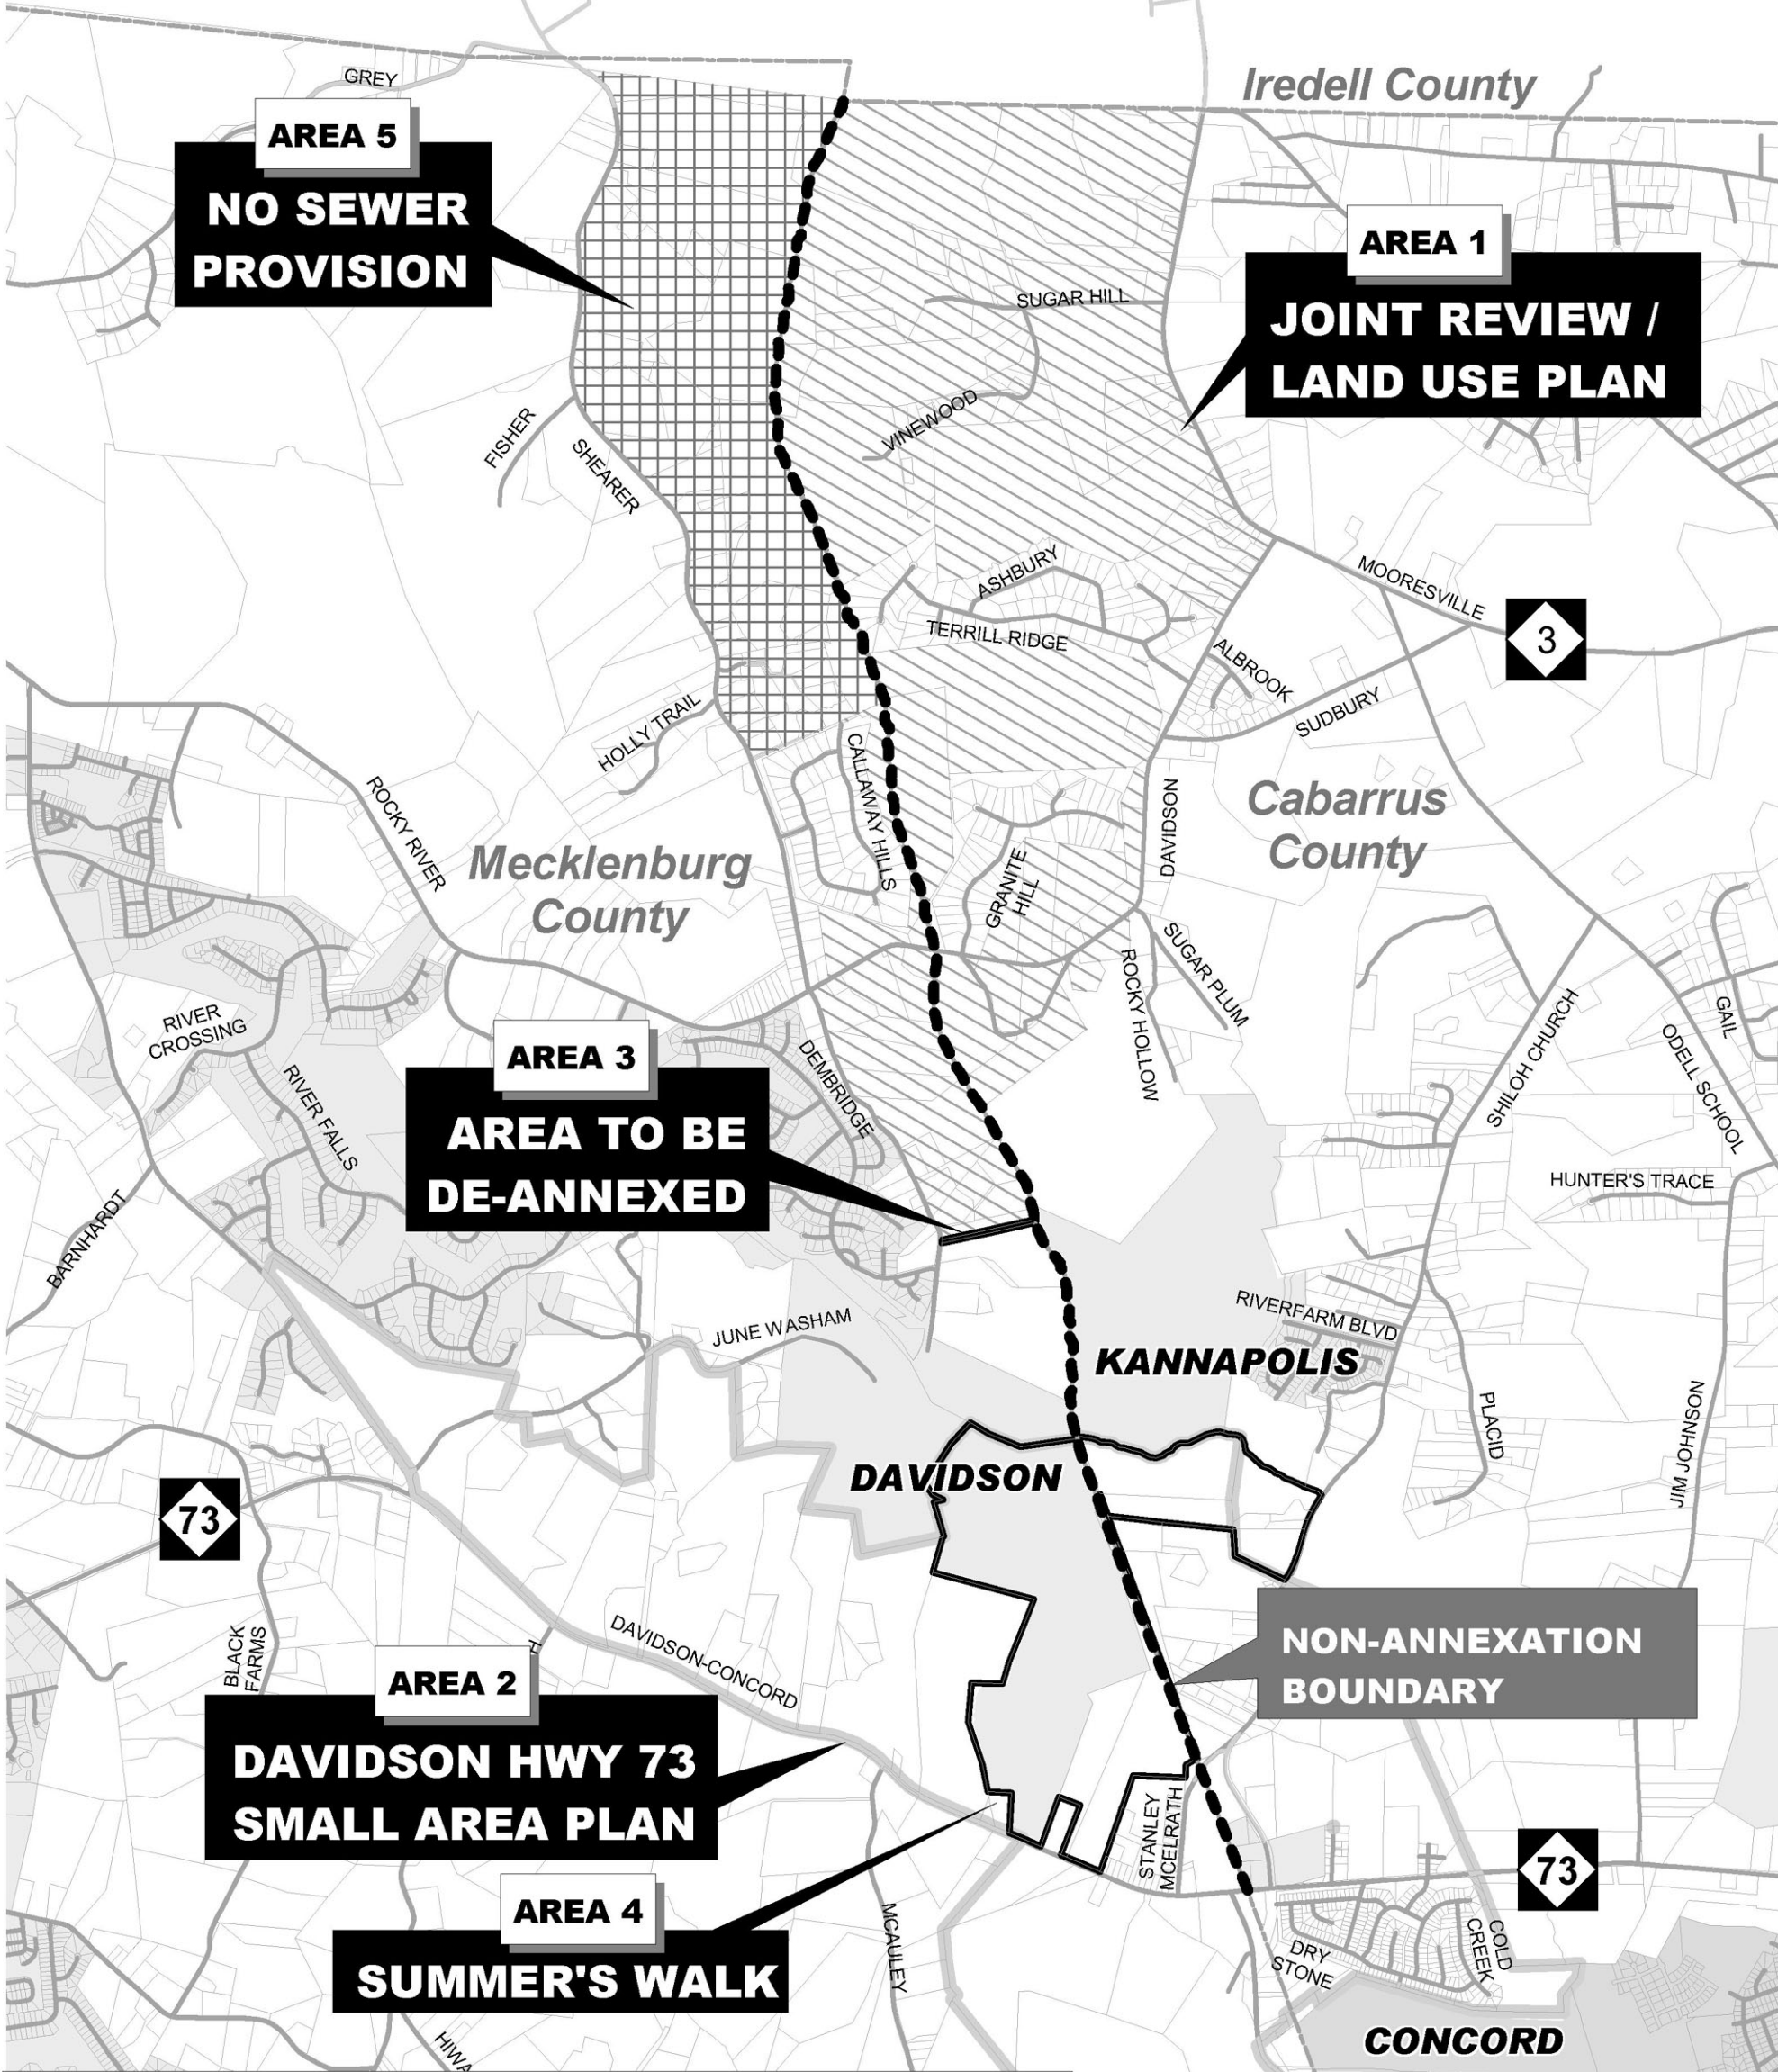 GREY
Iredell County
AREA 5
NO SEWER
PROVISION
AREA 1
JOINT REVIEW /
LAND USE PLAN
SUGAR HILL
VINEWOOD
FISHER
SHEARER
ASHBURY
TERRILL RIDGE
MOORESVILLE
3
ALBROOK
SUDBURY
HOLLY TRAIL
CALLAWAY HILLS
ROCKY RIVER
Mecklenburg
County
DAVIDSON
Cabarrus
County
GRANITE
HILL
SUGAR PLUM
ROCKY HOLLOW
RIVER
CROSSING
RIVER FALLS
AREA 3
AREA TO BE
DE-ANNEXED
DEMBRIDGE
SHILOH CHURCH
GAIL
ODELL SCHOOL
HUNTER'S TRACE
BARNHARDT
JUNE WASHAM
RIVERFARM BLVD
KANNAPOLIS
PLACID
JIM JOHNSON
DAVIDSON
73
BLACK
FARMS
DAVIDSON-CONCORD
NON-ANNEXATION
BOUNDARY
AREA 2
DAVIDSON HWY 73
SMALL AREA PLAN
STANLEY
MCELRATH
73
AREA 4
SUMMER'S WALK
MCAULEY
DRY
STONE
COLD
CREEK
CONCORD